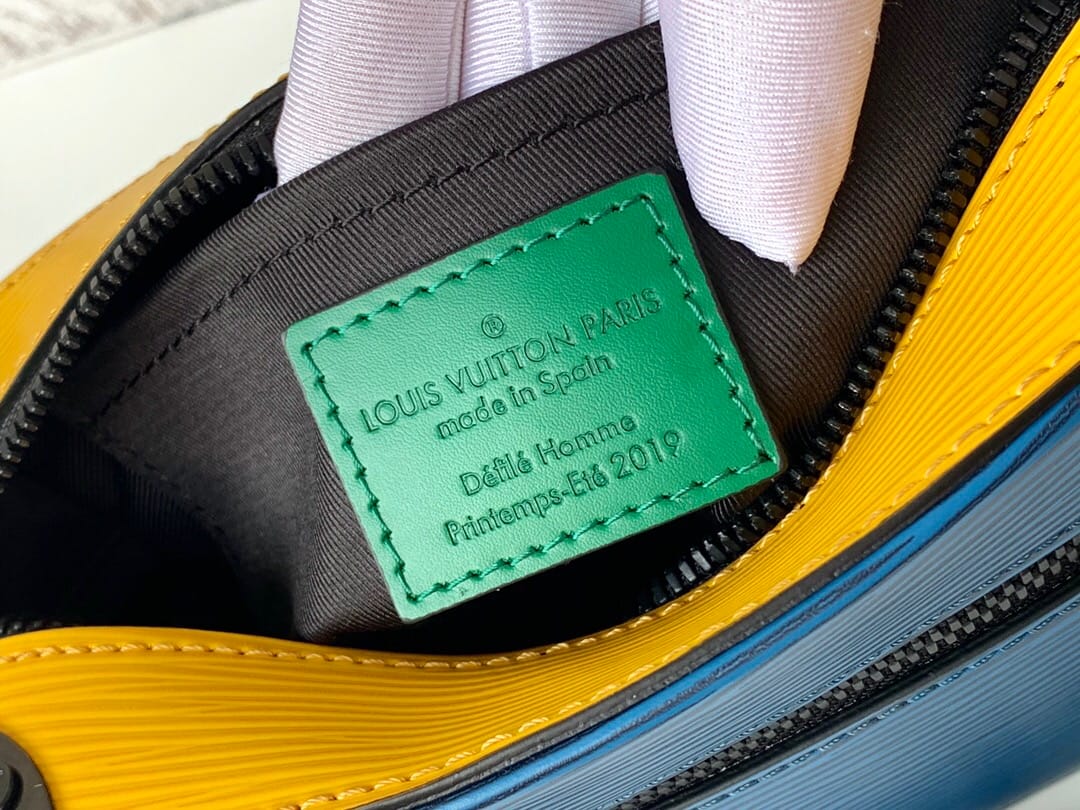 ®
LOUIS VUITTON PARIS
made in Spain
Défilé Homme
Printemps-Eté 2019